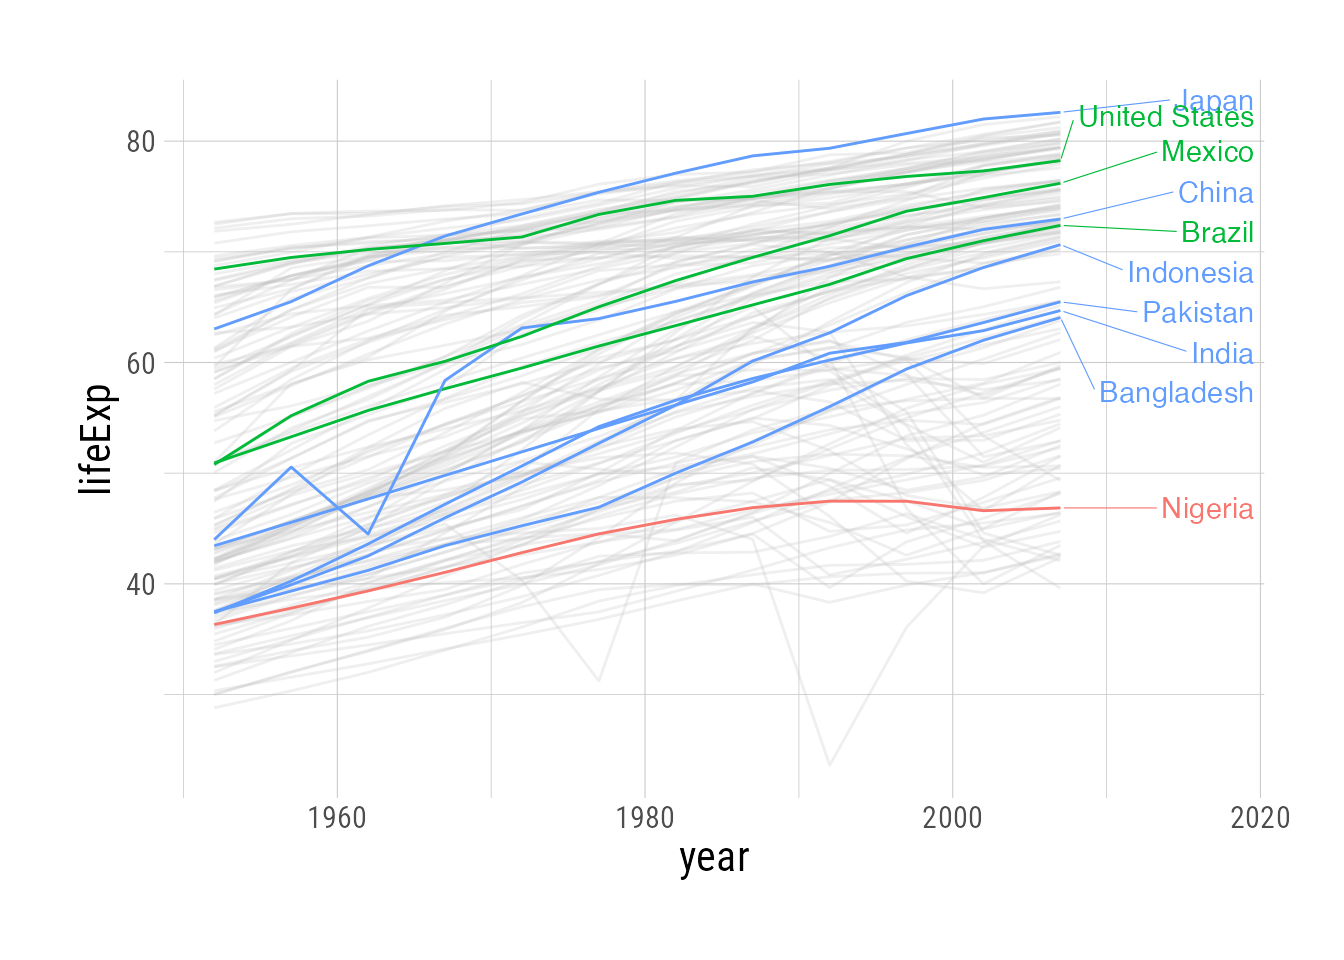 Japan
United States
Mexico
China
Brazil
Indonesia
Pakistan
India
Bangladesh
Nigeria
80
60
40
lifeExp
1960
1980
2000
2020
year